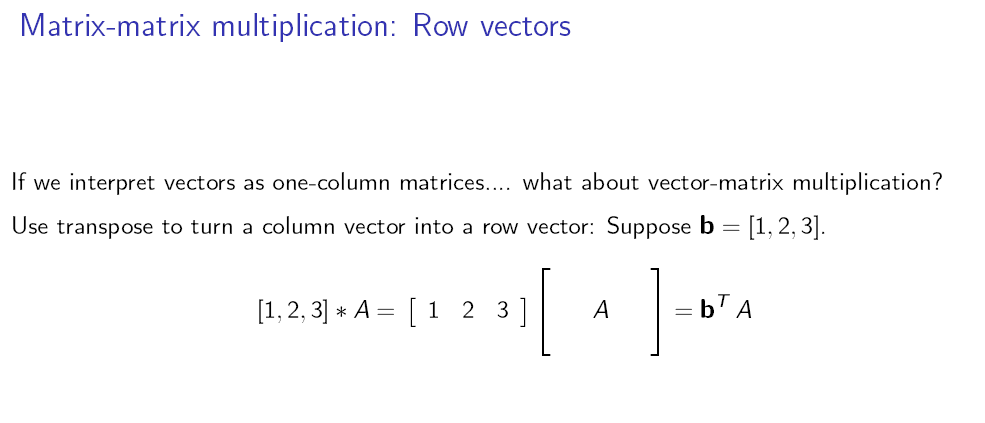 Matrix-matrix multiplication: Row vectors
If we interpret vectors as one-column matrices.... what about vector-matrix multiplication?
Use transpose to turn a column vector into a row vector: Suppose b = [1, 2, 3].
[1, 2, 3] ∗ A = [ 1 2 3 ] [ A ] = bᵀ A